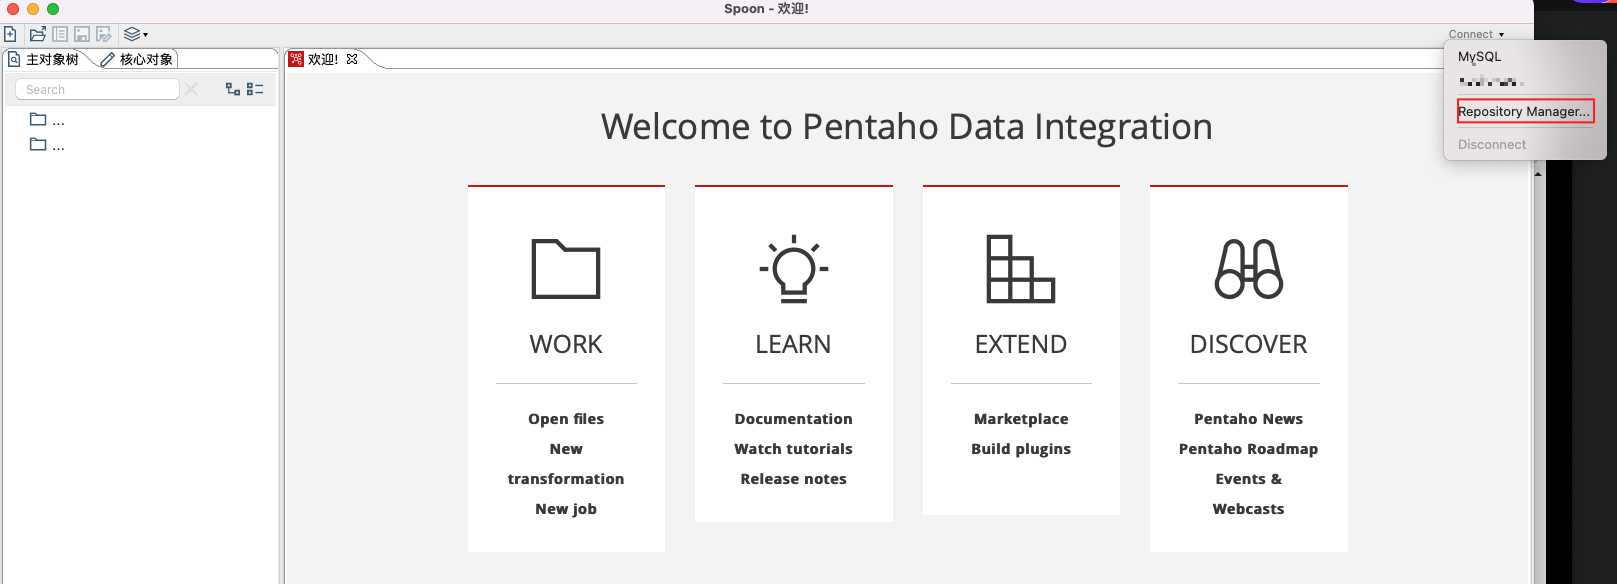 Spoon - 欢迎!
Connect
主对象树
核心对象
欢迎!
Search
...
...
MySQL
Repository Manager...
Disconnect
Welcome to Pentaho Data Integration
WORK
Open files
New
transformation
New job
LEARN
Documentation
Watch tutorials
Release notes
EXTEND
Marketplace
Build plugins
DISCOVER
Pentaho News
Pentaho Roadmap
Events &
Webcasts